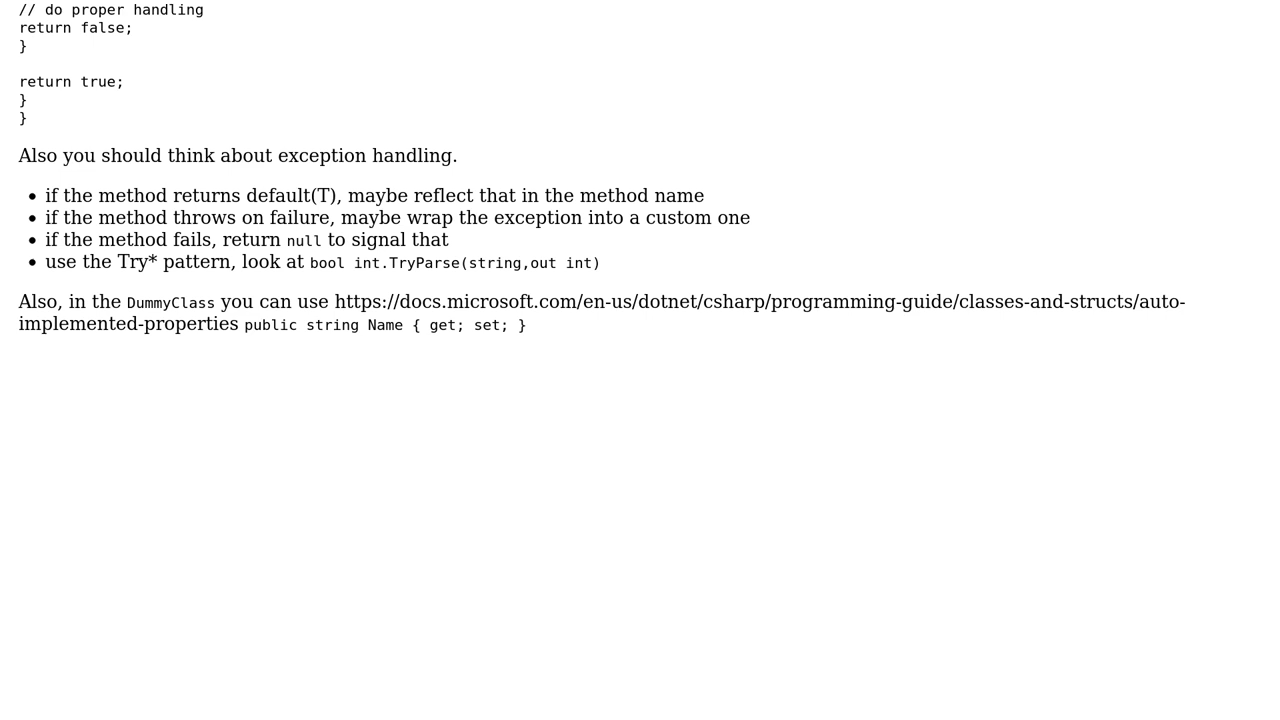 // do proper handling
return false;
}
return true;
}
}
Also you should think about exception handling.
• if the method returns default(T), maybe reflect that in the method name
• if the method throws on failure, maybe wrap the exception into a custom one
• if the method fails, return null to signal that
• use the Try* pattern, look at bool int.TryParse(string,out int)
Also, in the DummyClass you can use https://docs.microsoft.com/en-us/dotnet/csharp/programming-guide/classes-and-structs/auto-
implemented-properties public string Name { get; set; }